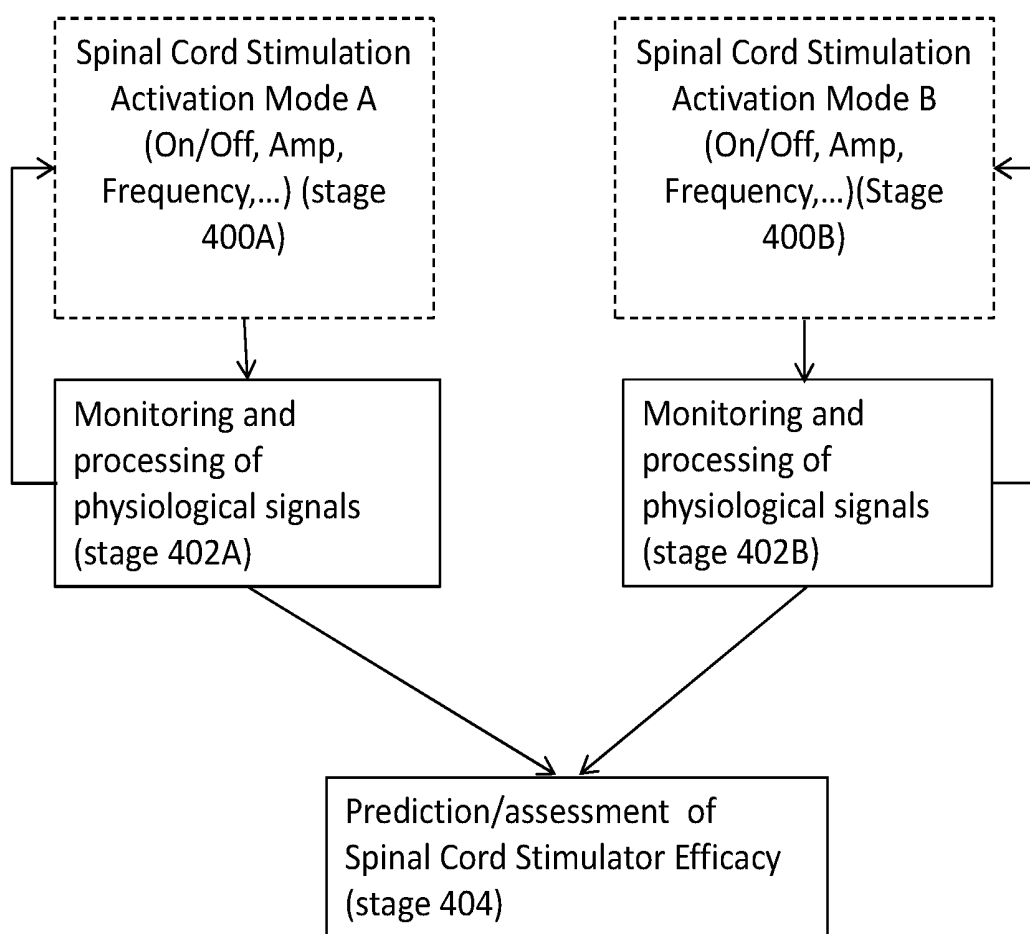 Spinal Cord Stimulation
Activation Mode A
(On/Off, Amp,
Frequency,...) (stage
400A)
Spinal Cord Stimulation
Activation Mode B
(On/Off, Amp,
Frequency,...)(Stage
400B)
Monitoring and
processing of
physiological signals
(stage 402A)
Monitoring and
processing of
physiological signals
(stage 402B)
Prediction/assessment of
Spinal Cord Stimulator Efficacy
(stage 404)